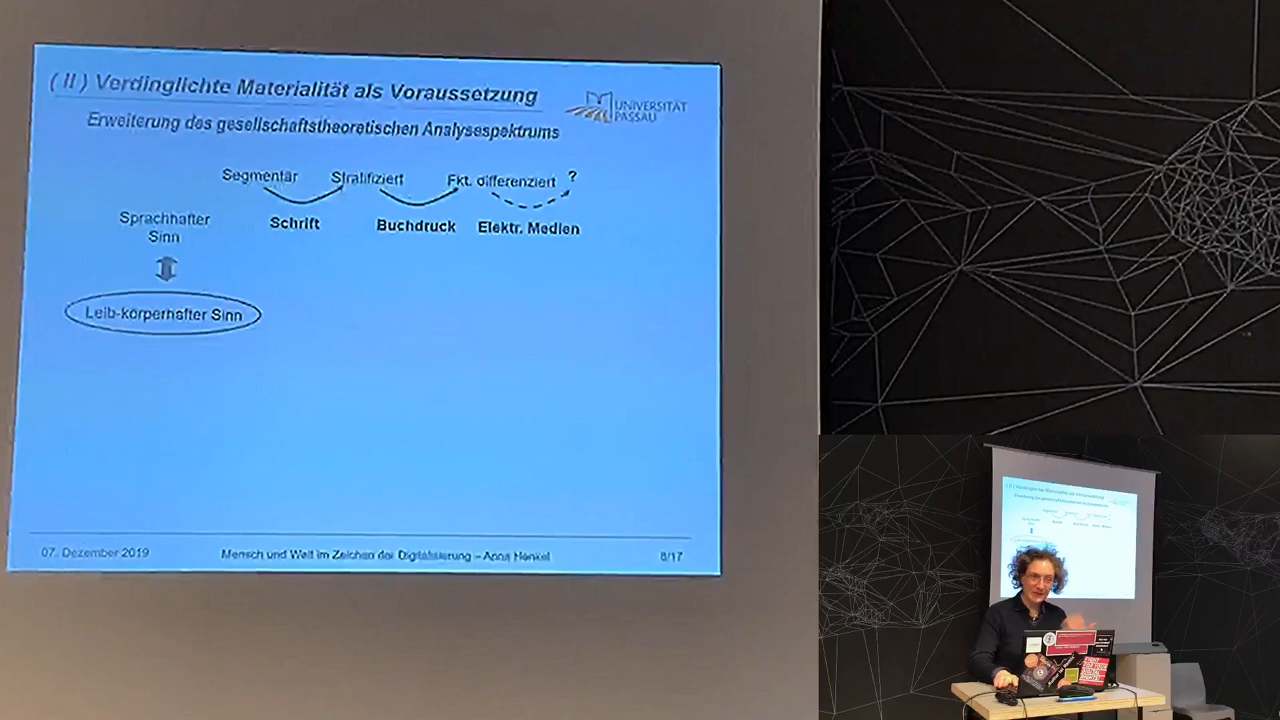 ( II ) Verdinglichte Materialität als Voraussetzung
UNIVERSITÄT
PASSAU
Erweiterung des gesellschaftstheoretischen Analysespektrums
Segmentär Stratifiziert Fkt. differenziert ?
Sprachhafter
Sinn
Schrift Buchdruck Elektr. Medien
Leib-körperhafter Sinn
07. Dezember 2019 Mensch und Welt im Zeichen der Digitalisierung – Anna Henkel 8/17